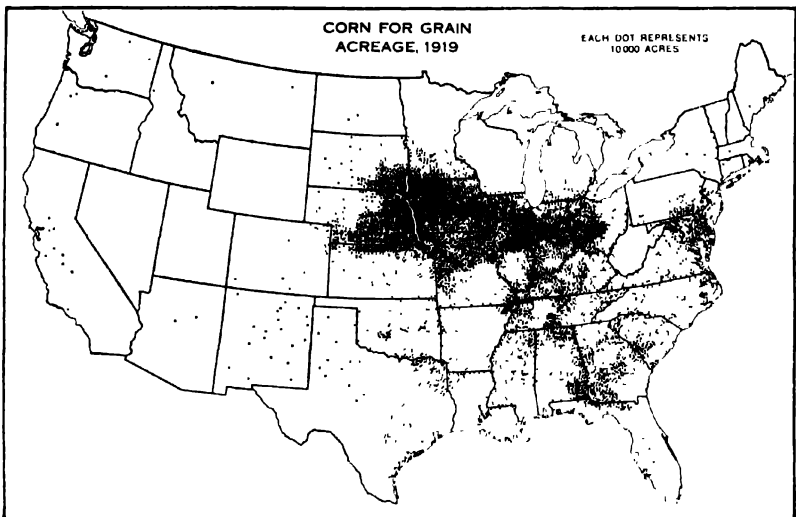 CORN FOR GRAIN
ACREAGE, 1919
EACH DOT REPRESENTS
10000 ACRES